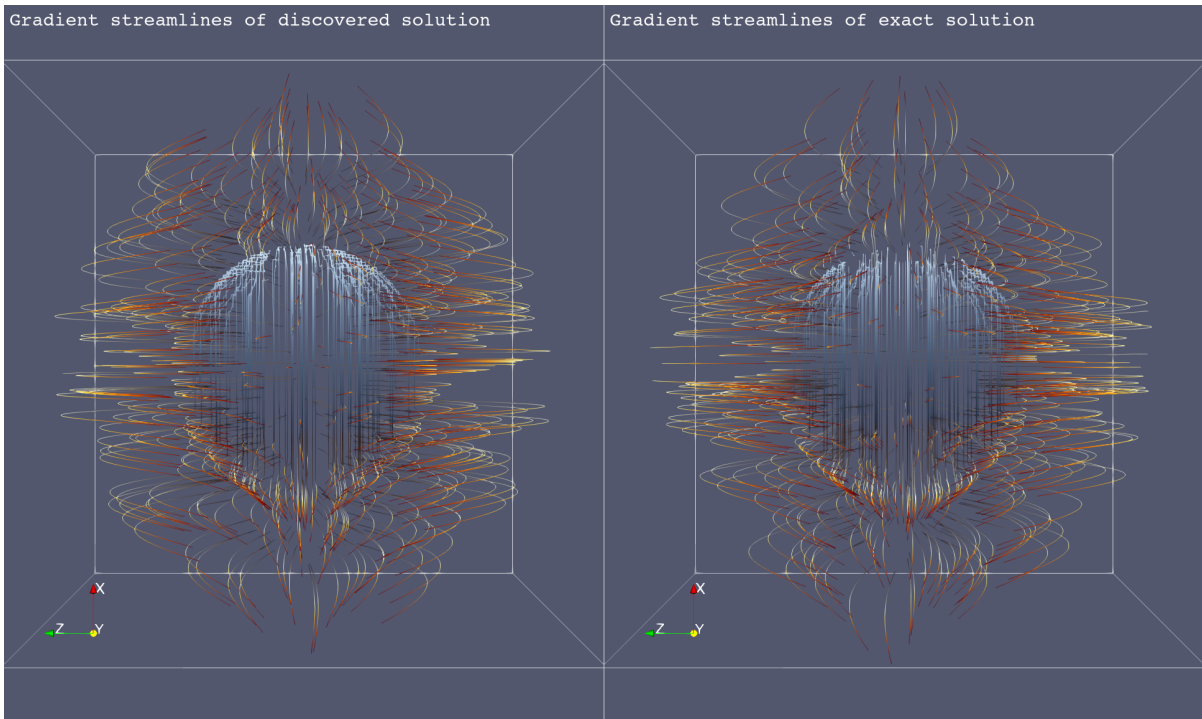 Gradient streamlines of discovered solution
Gradient streamlines of exact solution
X
Z
Y
X
Z
Y